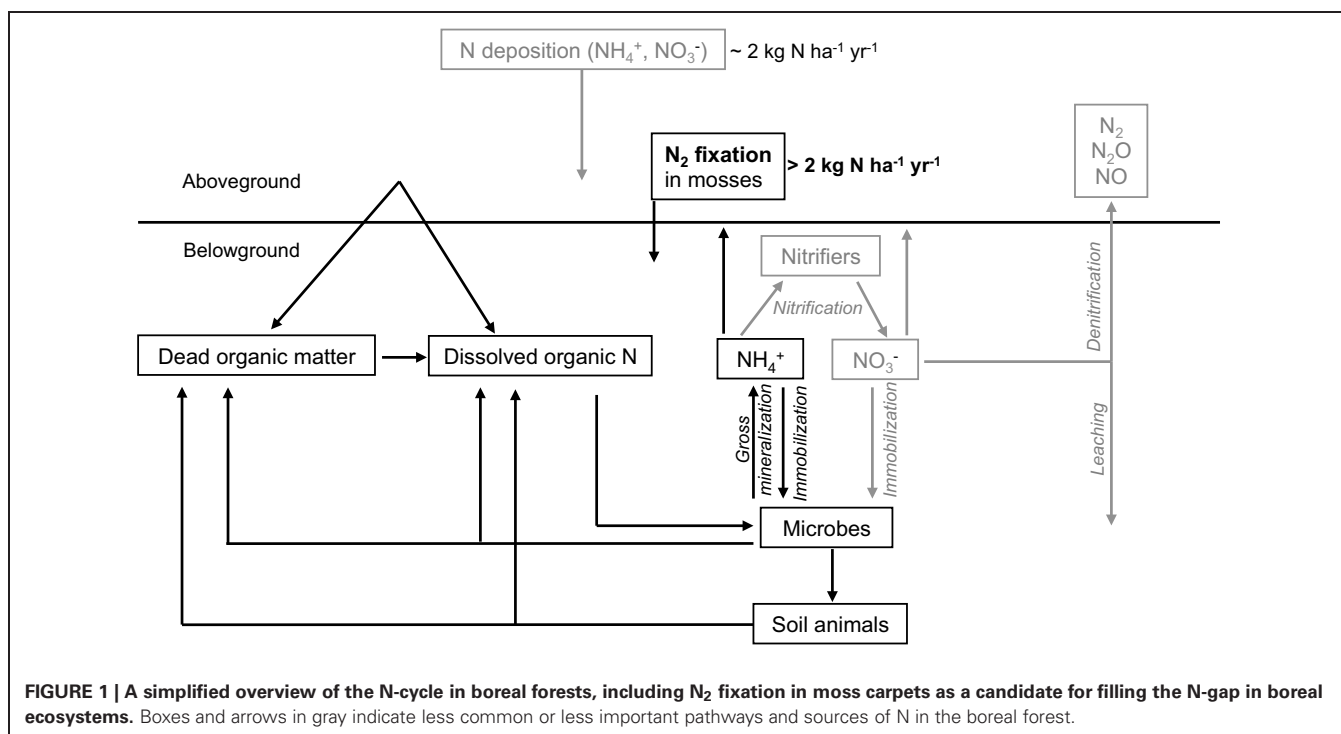 N deposition (NH₄⁺, NO₃⁻) ~ 2 kg N ha⁻¹ yr⁻¹
N₂ fixation
in mosses
> 2 kg N ha⁻¹ yr⁻¹
N₂
N₂O
NO
Aboveground
Belowground
Nitrifiers
Nitrification
Denitrification
Dead organic matter
Dissolved organic N
NH₄⁺
NO₃⁻
Gross
mineralization
Immobilization
Immobilization
Leaching
Microbes
Soil animals
FIGURE 1 | A simplified overview of the N-cycle in boreal forests, including N₂ fixation in moss carpets as a candidate for filling the N-gap in boreal
ecosystems. Boxes and arrows in gray indicate less common or less important pathways and sources of N in the boreal forest.